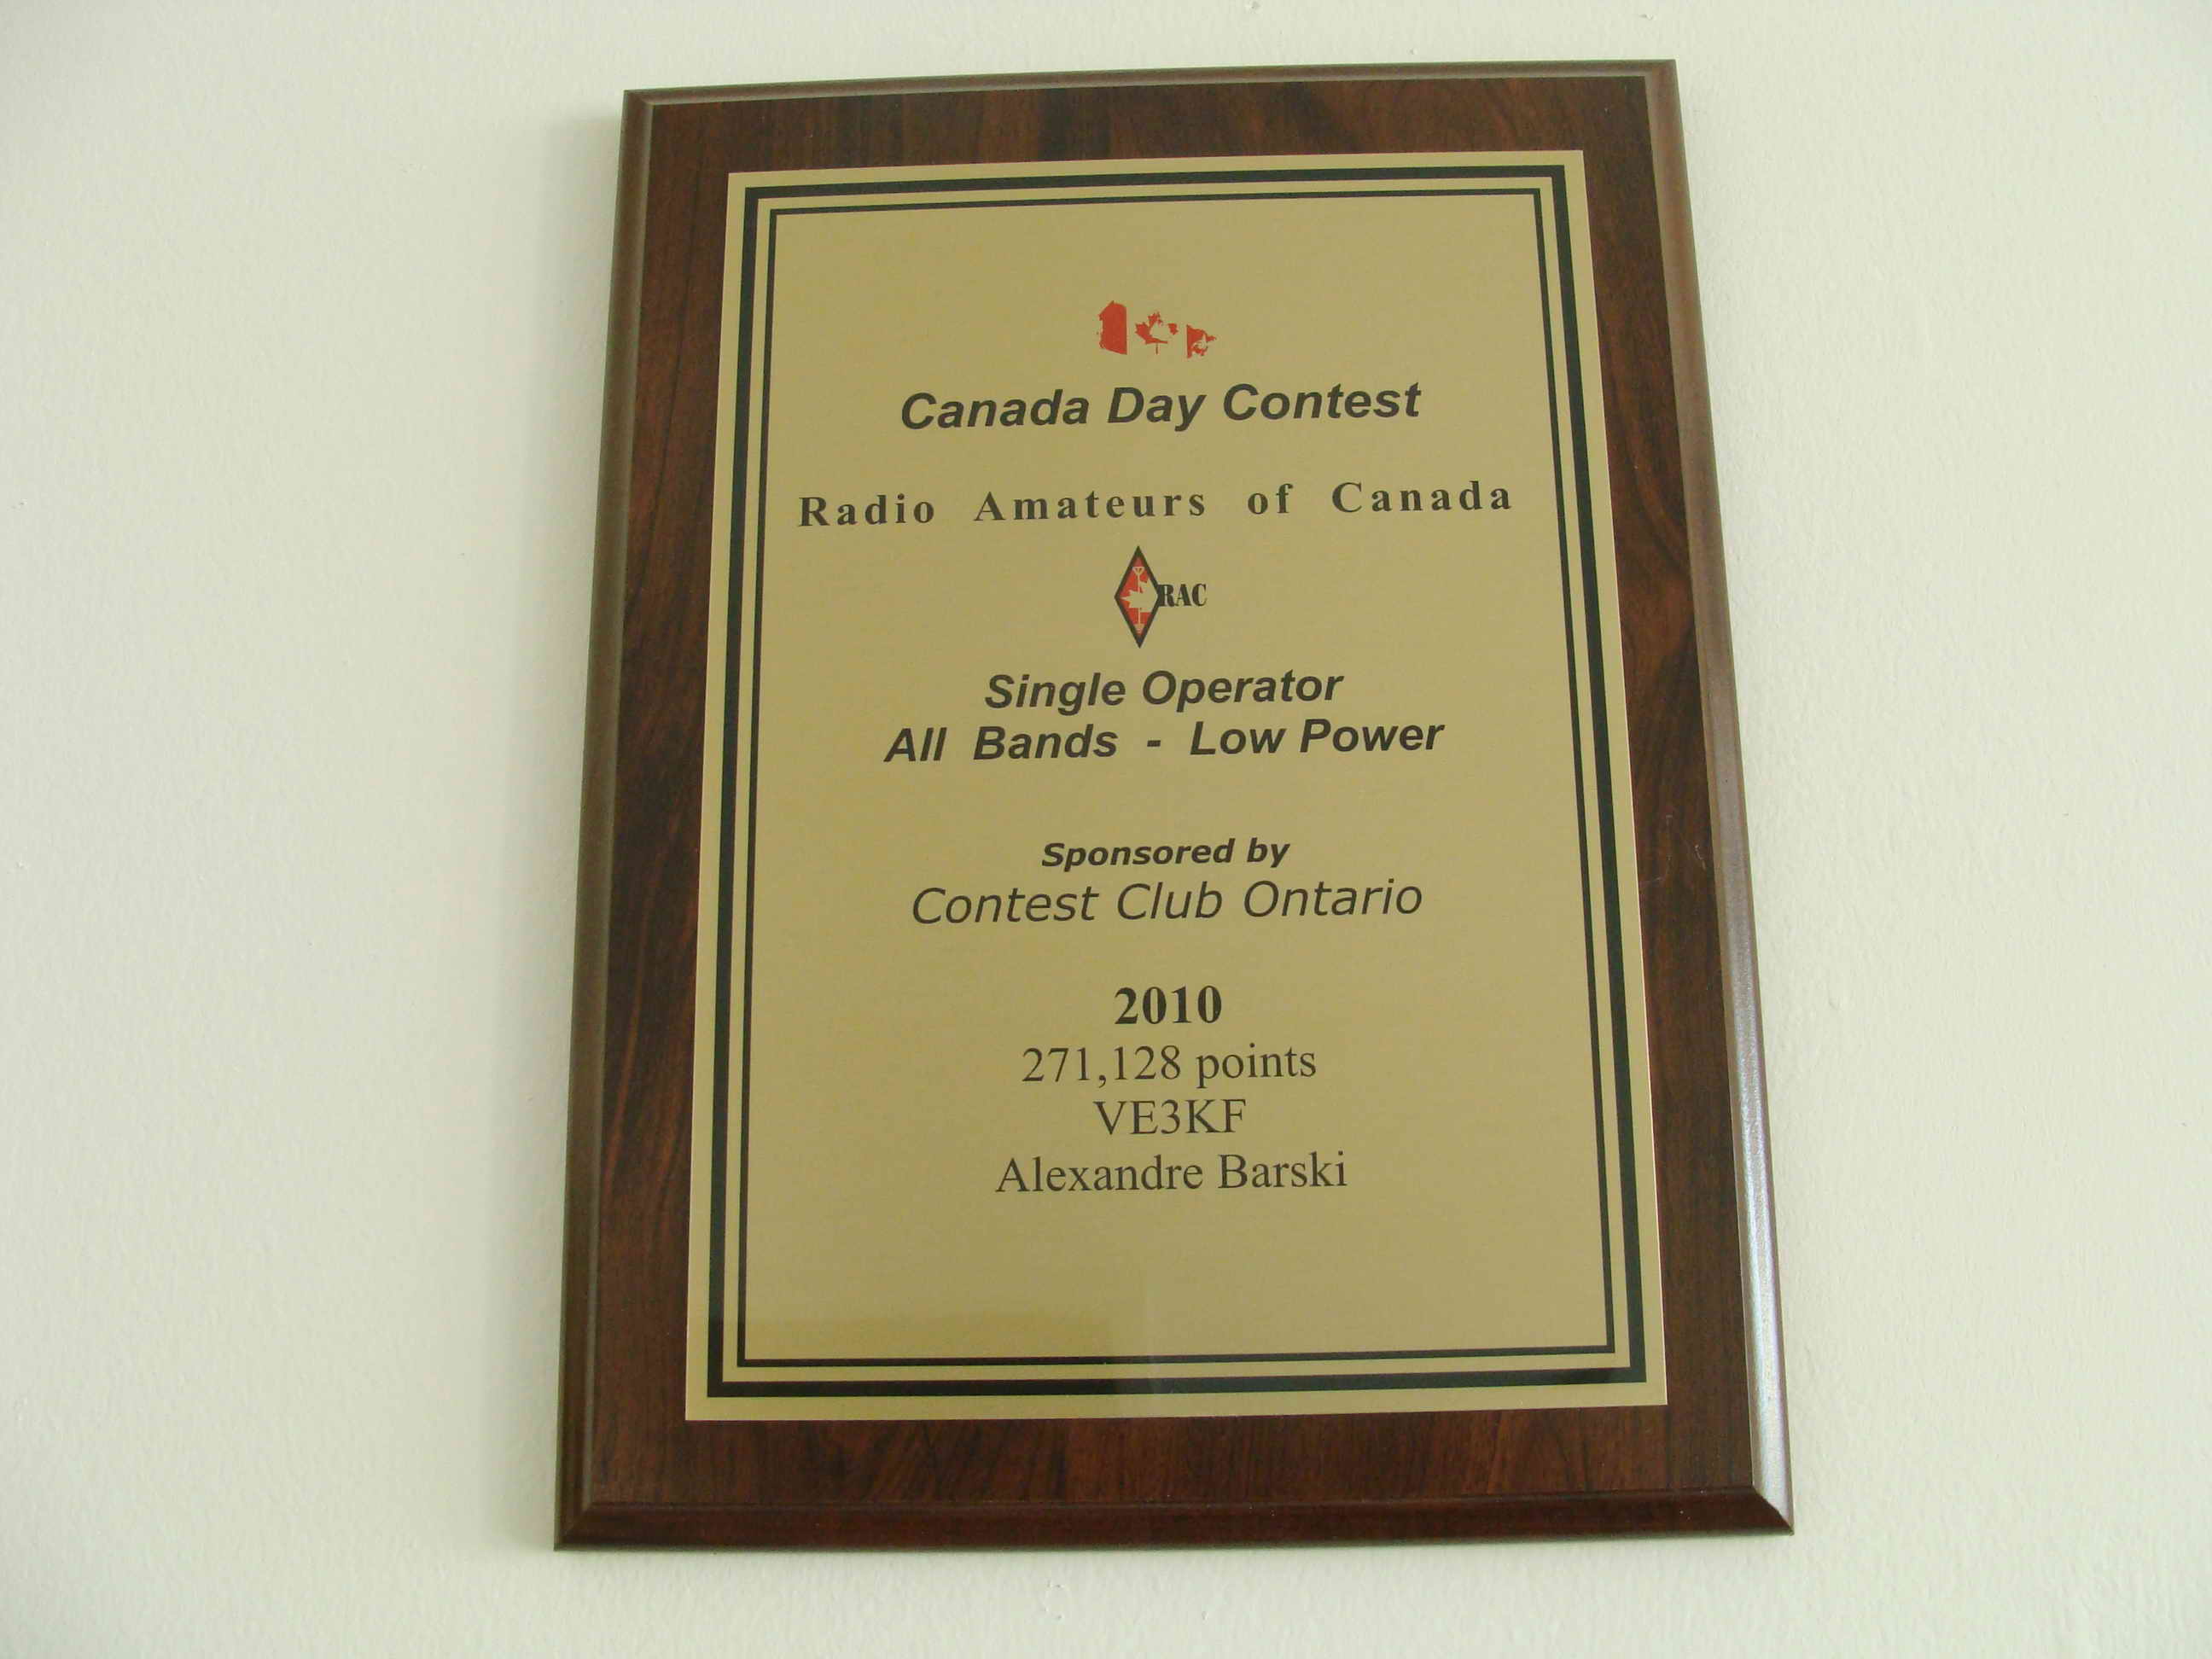 Canada Day Contest
Radio Amateurs of Canada
RAC
Single Operator
All Bands - Low Power
Sponsored by
Contest Club Ontario
2010
271,128 points
VE3KF
Alexandre Barski